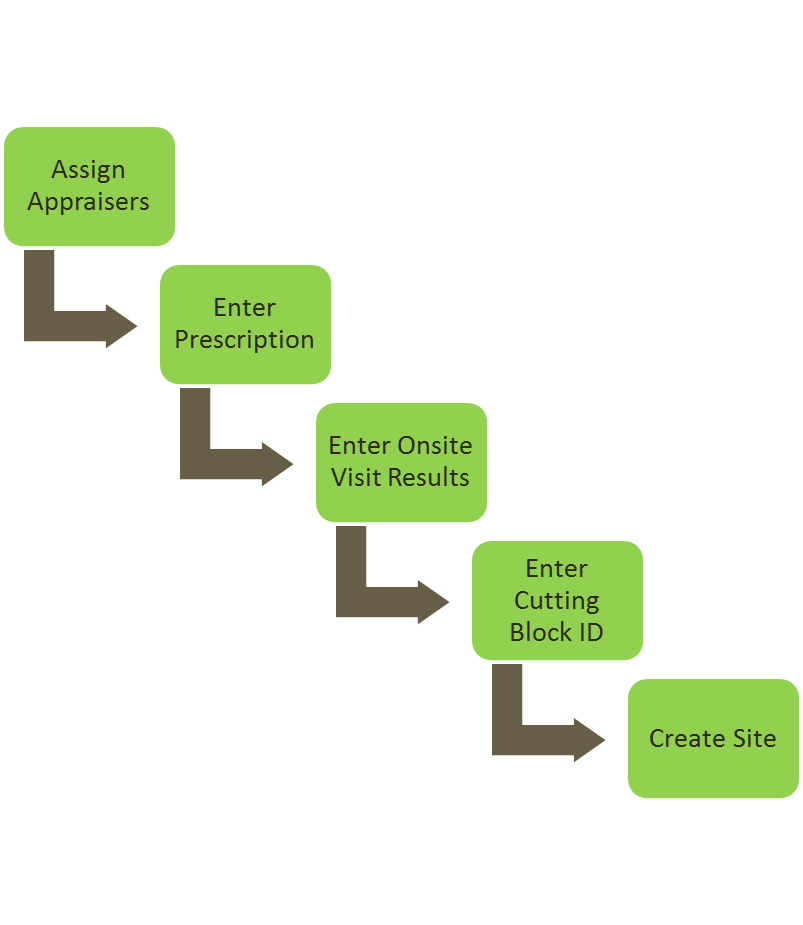 Assign
Appraisers
Enter
Prescription
Enter Onsite
Visit Results
Enter
Cutting
Block ID
Create Site